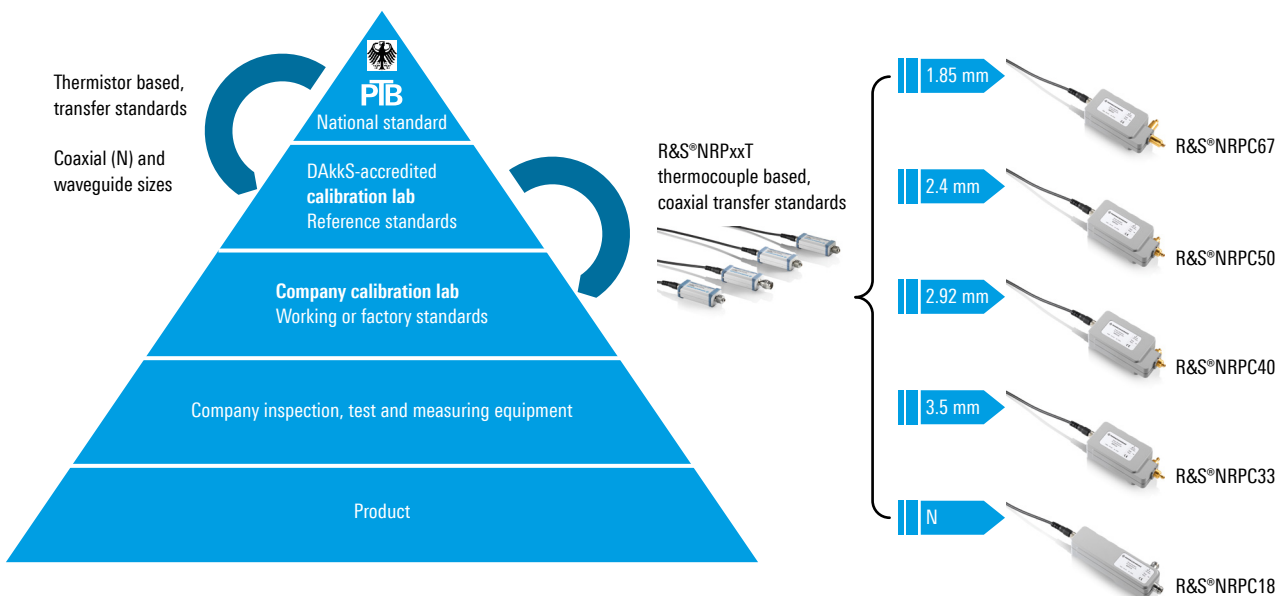 Thermistor based,
transfer standards
Coaxial (N) and
waveguide sizes
PTB
National standard
DAkkS-accredited
calibration lab
Reference standards
Company calibration lab
Working or factory standards
Company inspection, test and measuring equipment
Product
R&S®NRPxxT
thermocouple based,
coaxial transfer standards
1.85 mm
R&S®NRPC67
2.4 mm
R&S®NRPC50
2.92 mm
R&S®NRPC40
3.5 mm
R&S®NRPC33
N
R&S®NRPC18